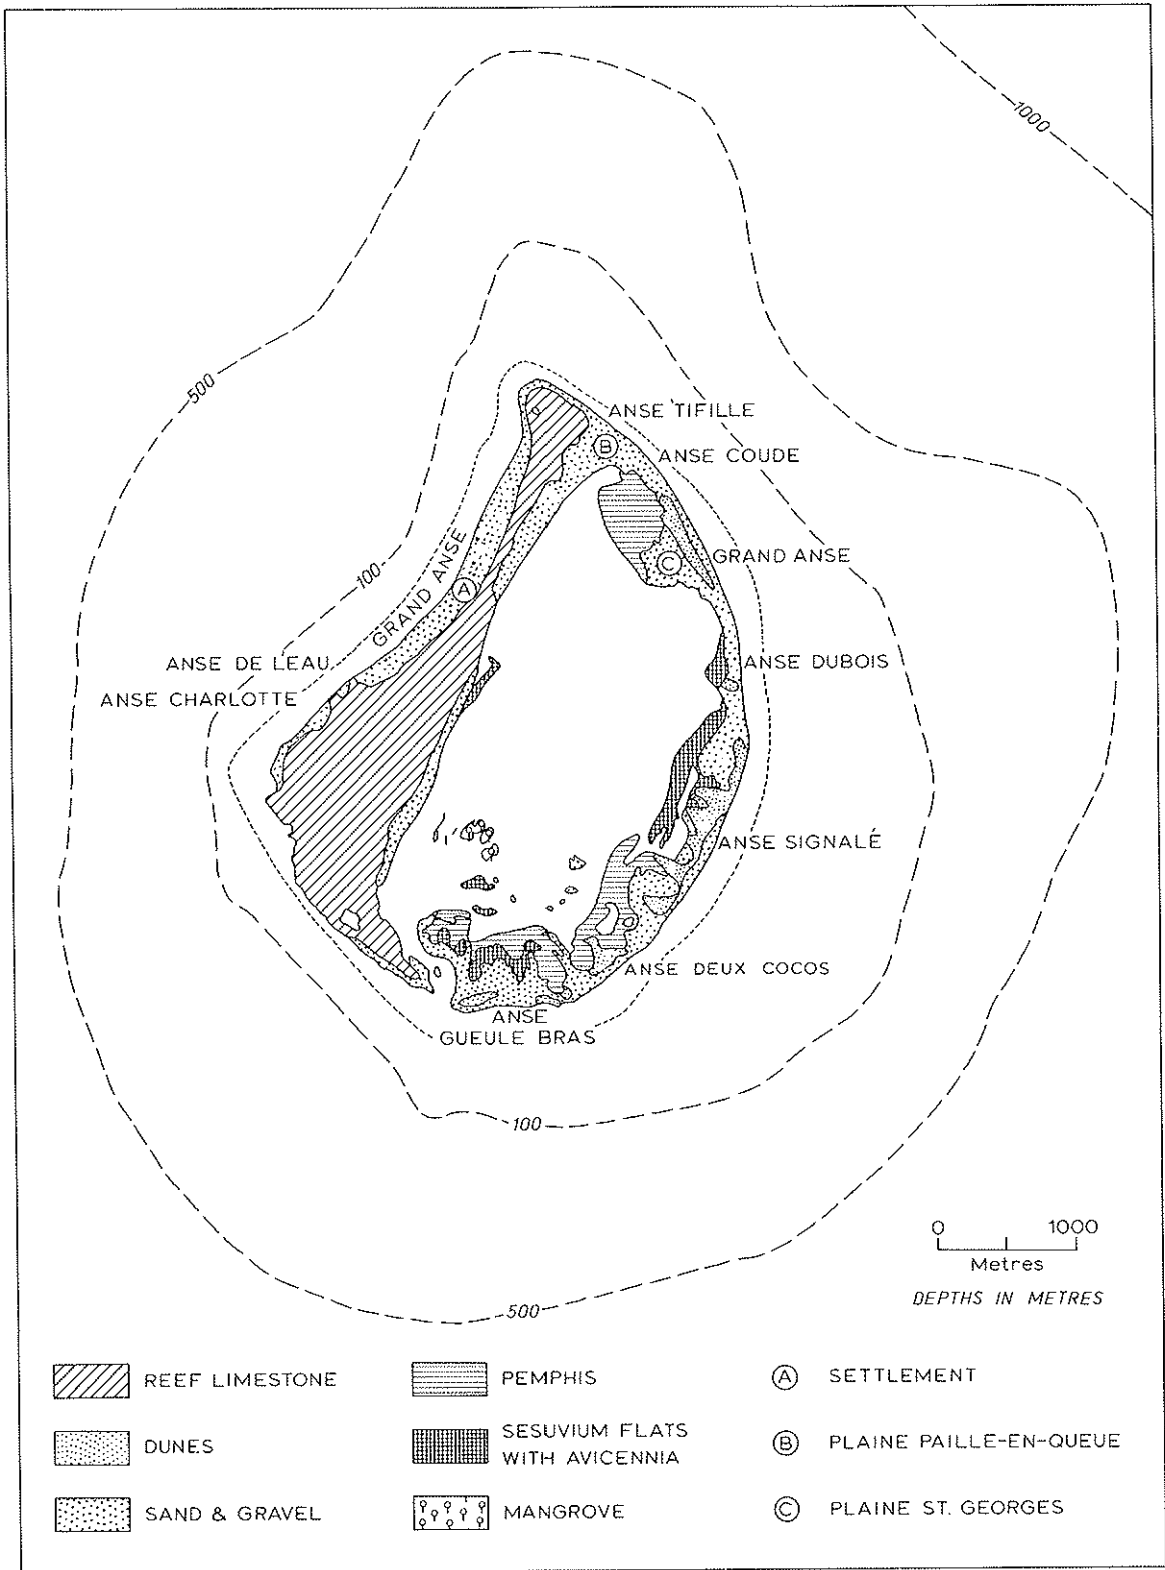 1000
500
ANSE TIFILLE
B
ANSE COUDE
GRAND ANSE
C
GRAND ANSE
A
100
ANSE DE LEAU
ANSE DUBOIS
ANSE CHARLOTTE
ANSE SIGNALÉ
ANSE DEUX COCOS
ANSE
GUEULE BRAS
100
0 1000
Metres
DEPTHS IN METRES
500
REEF LIMESTONE
PEMPHIS
A SETTLEMENT
DUNES
SESUVIUM FLATS
WITH AVICENNIA
B PLAINE PAILLE-EN-QUEUE
SAND & GRAVEL
MANGROVE
C PLAINE ST. GEORGES